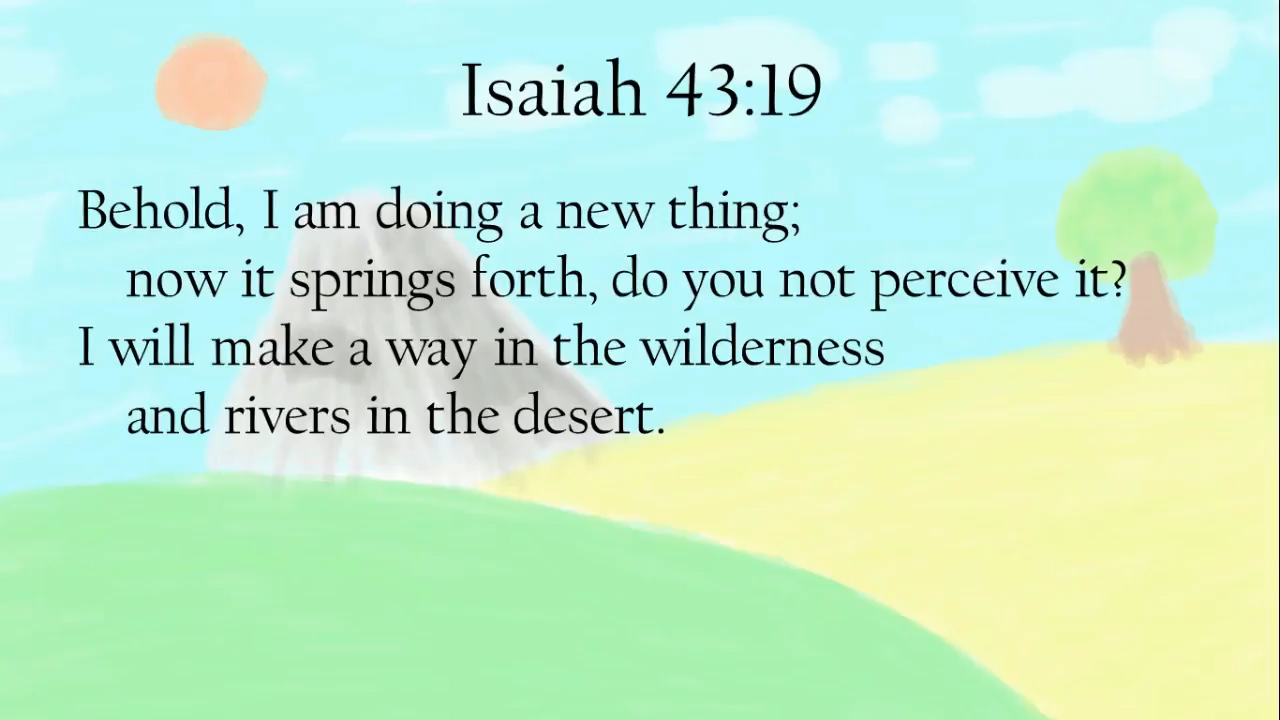 Isaiah 43:19
Behold, I am doing a new thing;
now it springs forth, do you not perceive it?
I will make a way in the wilderness
and rivers in the desert.